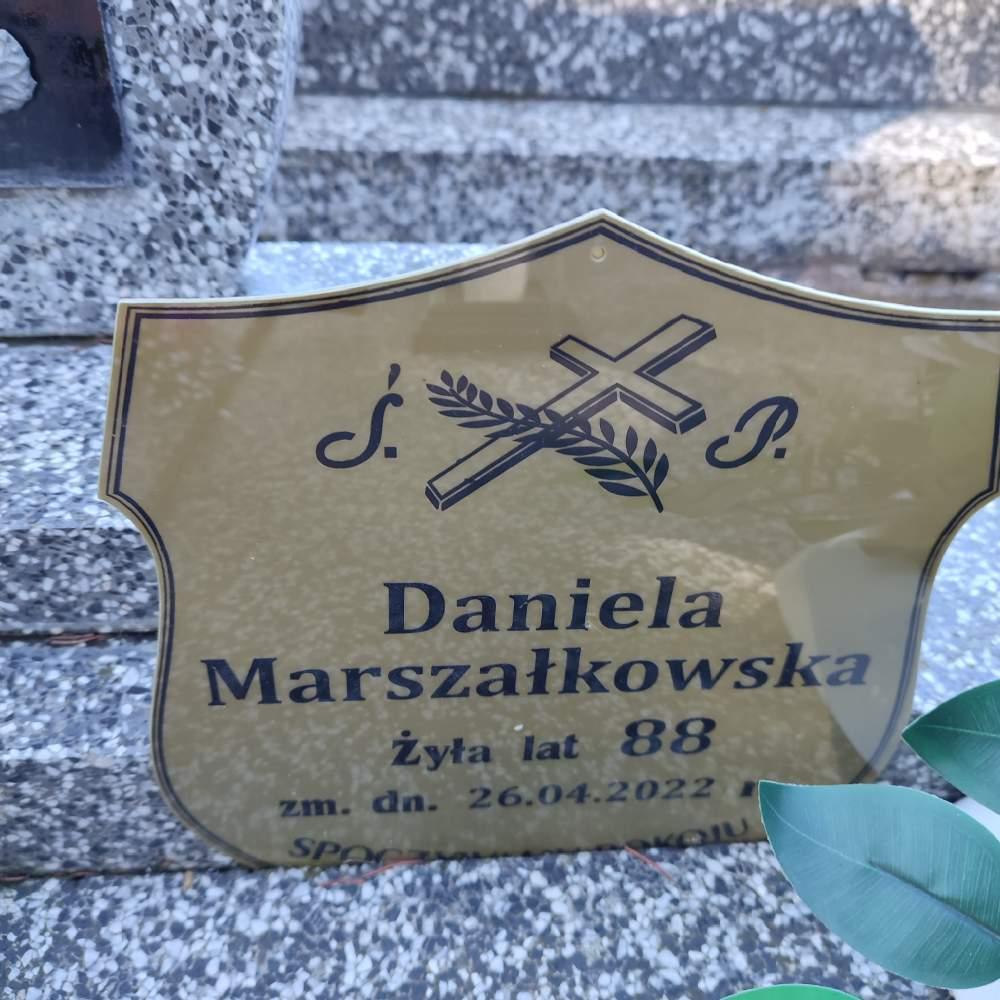 Ś. P.
Daniela
Marszałkowska
Żyła lat 88
zm. dn. 26.04.2022